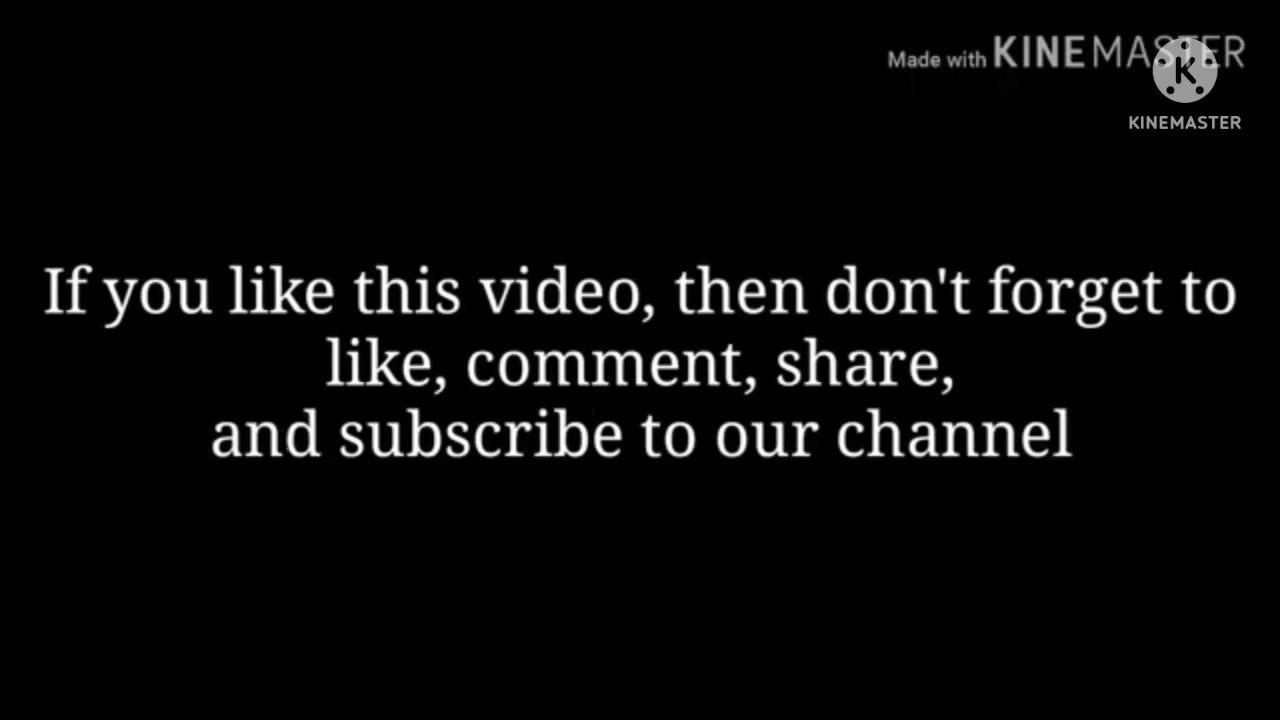 Made with KINEMASTER
KINEMASTER
If you like this video, then don't forget to
like, comment, share,
and subscribe to our channel